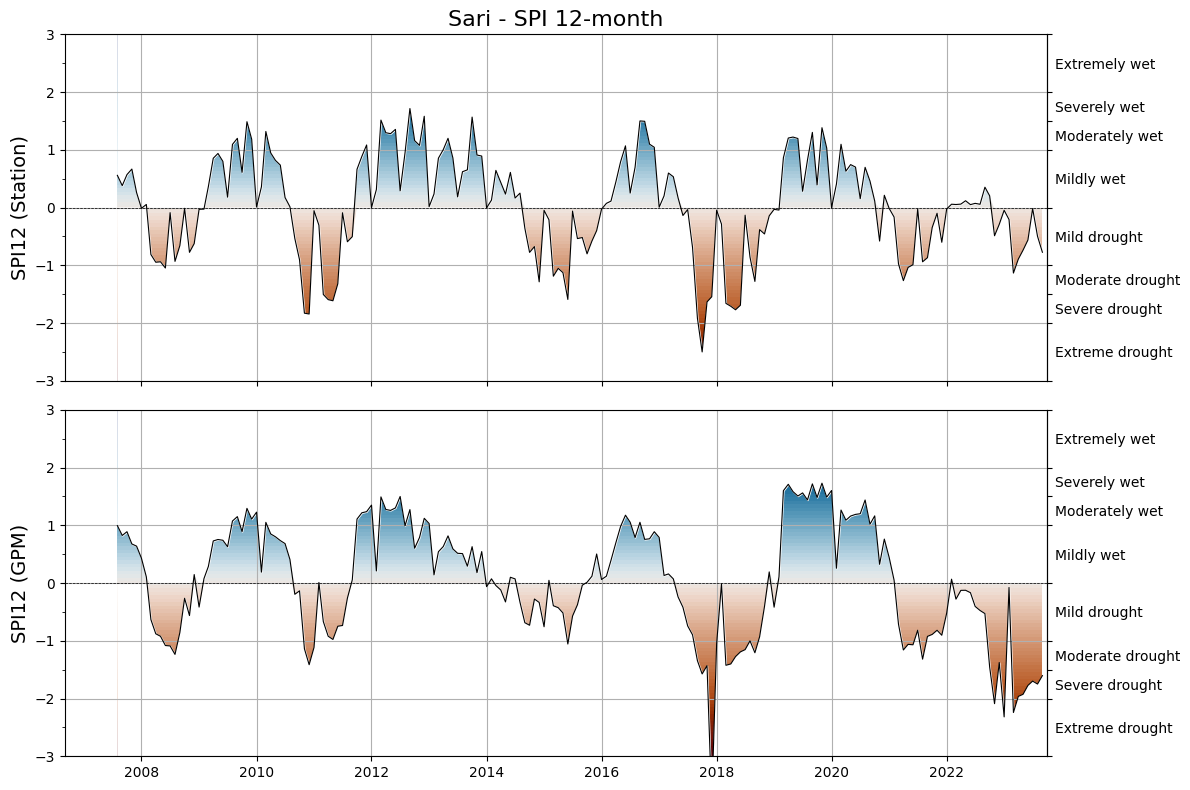 Sari - SPI 12-month
SPI12 (Station)
3
2
1
0
−1
−2
−3
Extremely wet
Severely wet
Moderately wet
Mildly wet
Mild drought
Moderate drought
Severe drought
Extreme drought
SPI12 (GPM)
3
2
1
0
−1
−2
−3
Extremely wet
Severely wet
Moderately wet
Mildly wet
Mild drought
Moderate drought
Severe drought
Extreme drought
2008 2010 2012 2014 2016 2018 2020 2022